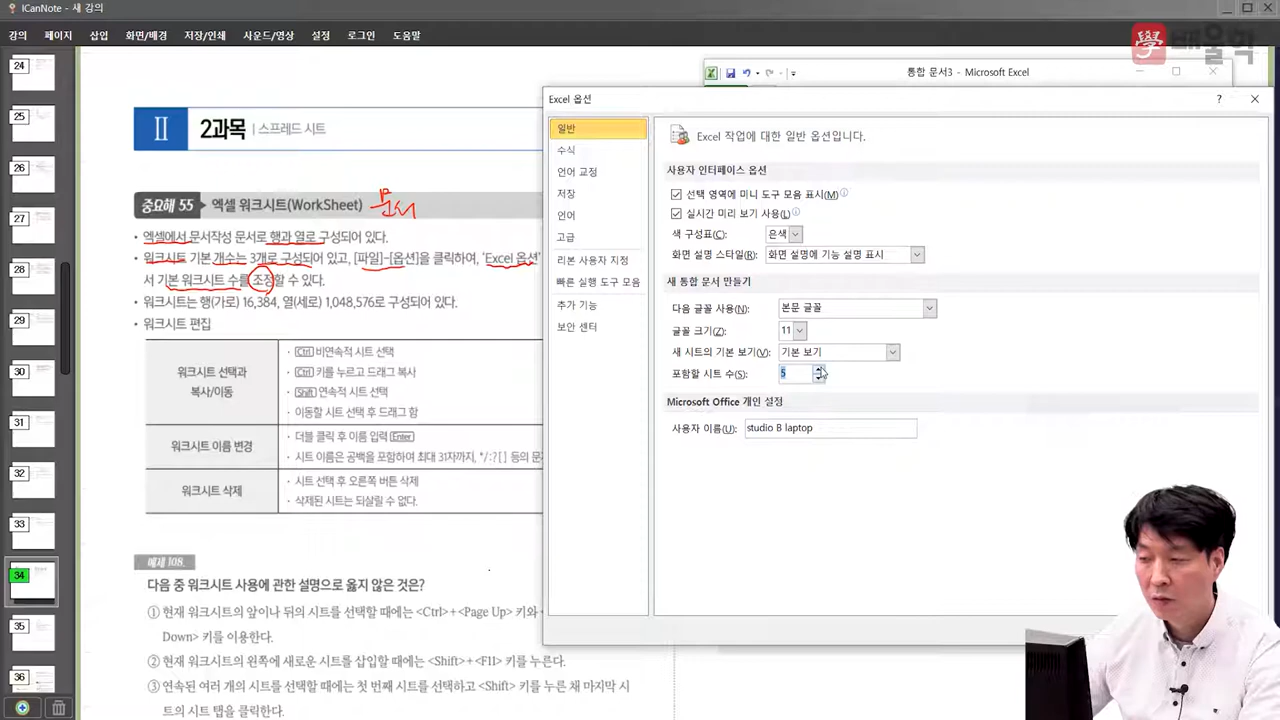 ICanNote - 새 강의
강의 페이지 삽입 화면/배경 저장/인쇄 사운드/영상 설정 로그인 도움말
學 배울학
24
25
26
27
28
29
30
31
32
33
34
35
36
Ⅱ 2과목 | 스프레드 시트
중요해 55 엑셀 워크시트(WorkSheet) 문서
• 엑셀에서 문서작성 문서로 행과 열로 구성되어 있다.
• 워크시트 기본 개수는 3개로 구성되어 있고, [파일]-[옵션]을 클릭하여, 'Excel 옵션'
서 기본 워크시트 수를 조정할 수 있다.
• 워크시트는 행(가로) 16,384, 열(세로) 1,048,576로 구성되어 있다.
• 워크시트 편집
워크시트 선택과
복사/이동
· Ctrl 비연속적 시트 선택
· Ctrl 키를 누르고 드래그 복사
· Shift 연속적 시트 선택
· 이동할 시트 선택 후 드래그 함
워크시트 이름 변경
· 더블 클릭 후 이름 입력 Enter
· 시트 이름은 공백을 포함하여 최대 31자까지, */:?[ ] 등의 문
워크시트 삭제
· 시트 선택 후 오른쪽 버튼 삭제
· 삭제된 시트는 되살릴 수 없다.
예제 108.
다음 중 워크시트 사용에 관한 설명으로 옳지 않은 것은?
① 현재 워크시트의 앞이나 뒤의 시트를 선택할 때에는 <Ctrl>+<Page Up> 키와 <
Down> 키를 이용한다.
② 현재 워크시트의 왼쪽에 새로운 시트를 삽입할 때에는 <Shift>+<F11> 키를 누른다.
③ 연속된 여러 개의 시트를 선택할 때에는 첫 번째 시트를 선택하고 <Shift> 키를 누른 채 마지막 시
트의 시트 탭을 클릭한다.
통합 문서3 - Microsoft Excel
Excel 옵션
일반
수식
언어 교정
저장
언어
고급
리본 사용자 지정
빠른 실행 도구 모음
추가 기능
보안 센터
Excel 작업에 대한 일반 옵션입니다.
사용자 인터페이스 옵션
선택 영역에 미니 도구 모음 표시(M)
실시간 미리 보기 사용(L)
색 구성표(C): 은색
화면 설명 스타일(R): 화면 설명에 기능 설명 표시
새 통합 문서 만들기
다음 글꼴 사용(N): 본문 글꼴
글꼴 크기(Z): 11
새 시트의 기본 보기(V): 기본 보기
포함할 시트 수(S): 5
Microsoft Office 개인 설정
사용자 이름(U): studio B laptop